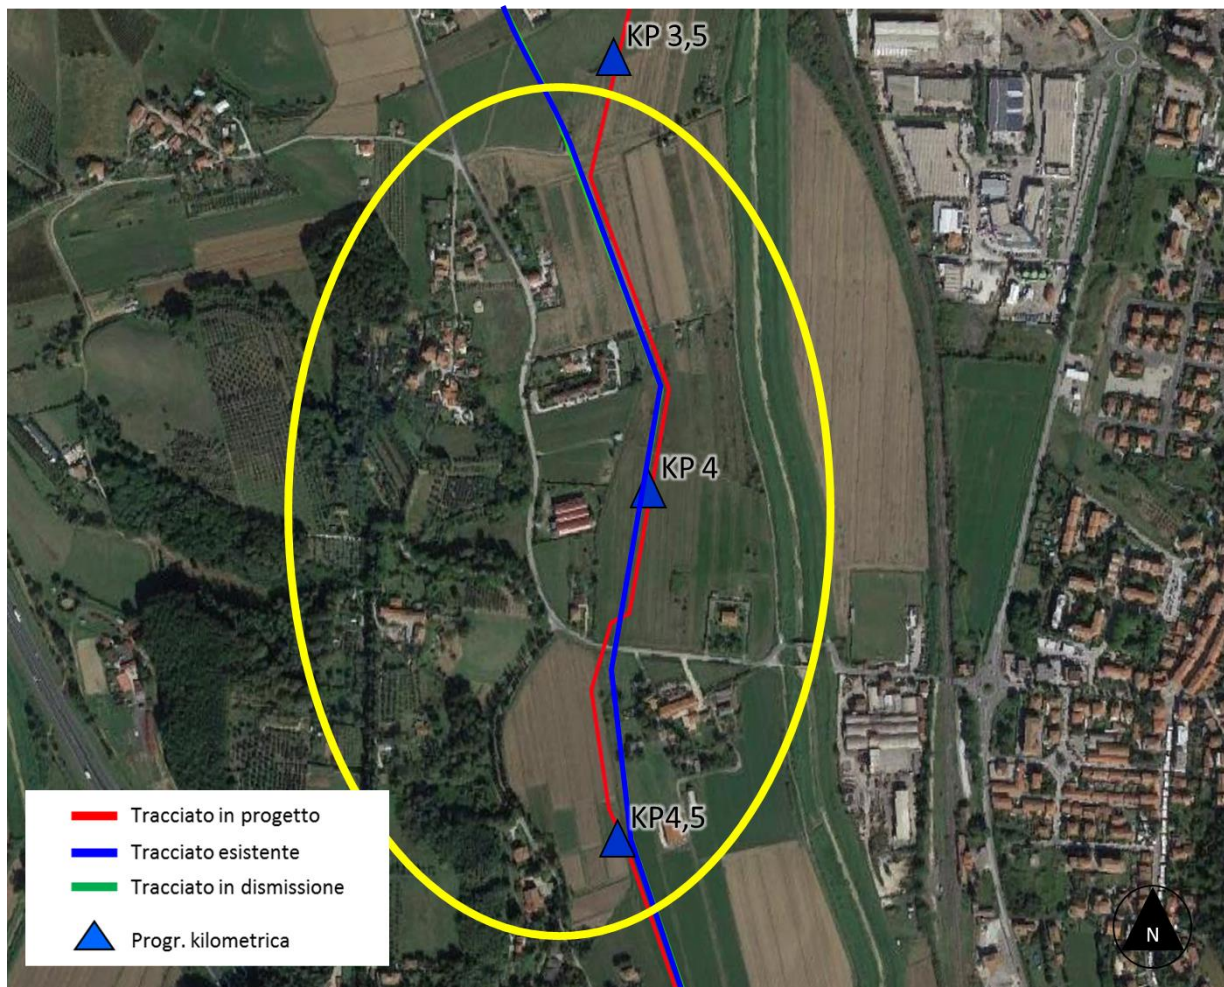 KP 3,5
KP 4
KP4,5
Tracciato in progetto
Tracciato esistente
Tracciato in dismissione
Progr. kilometrica
N